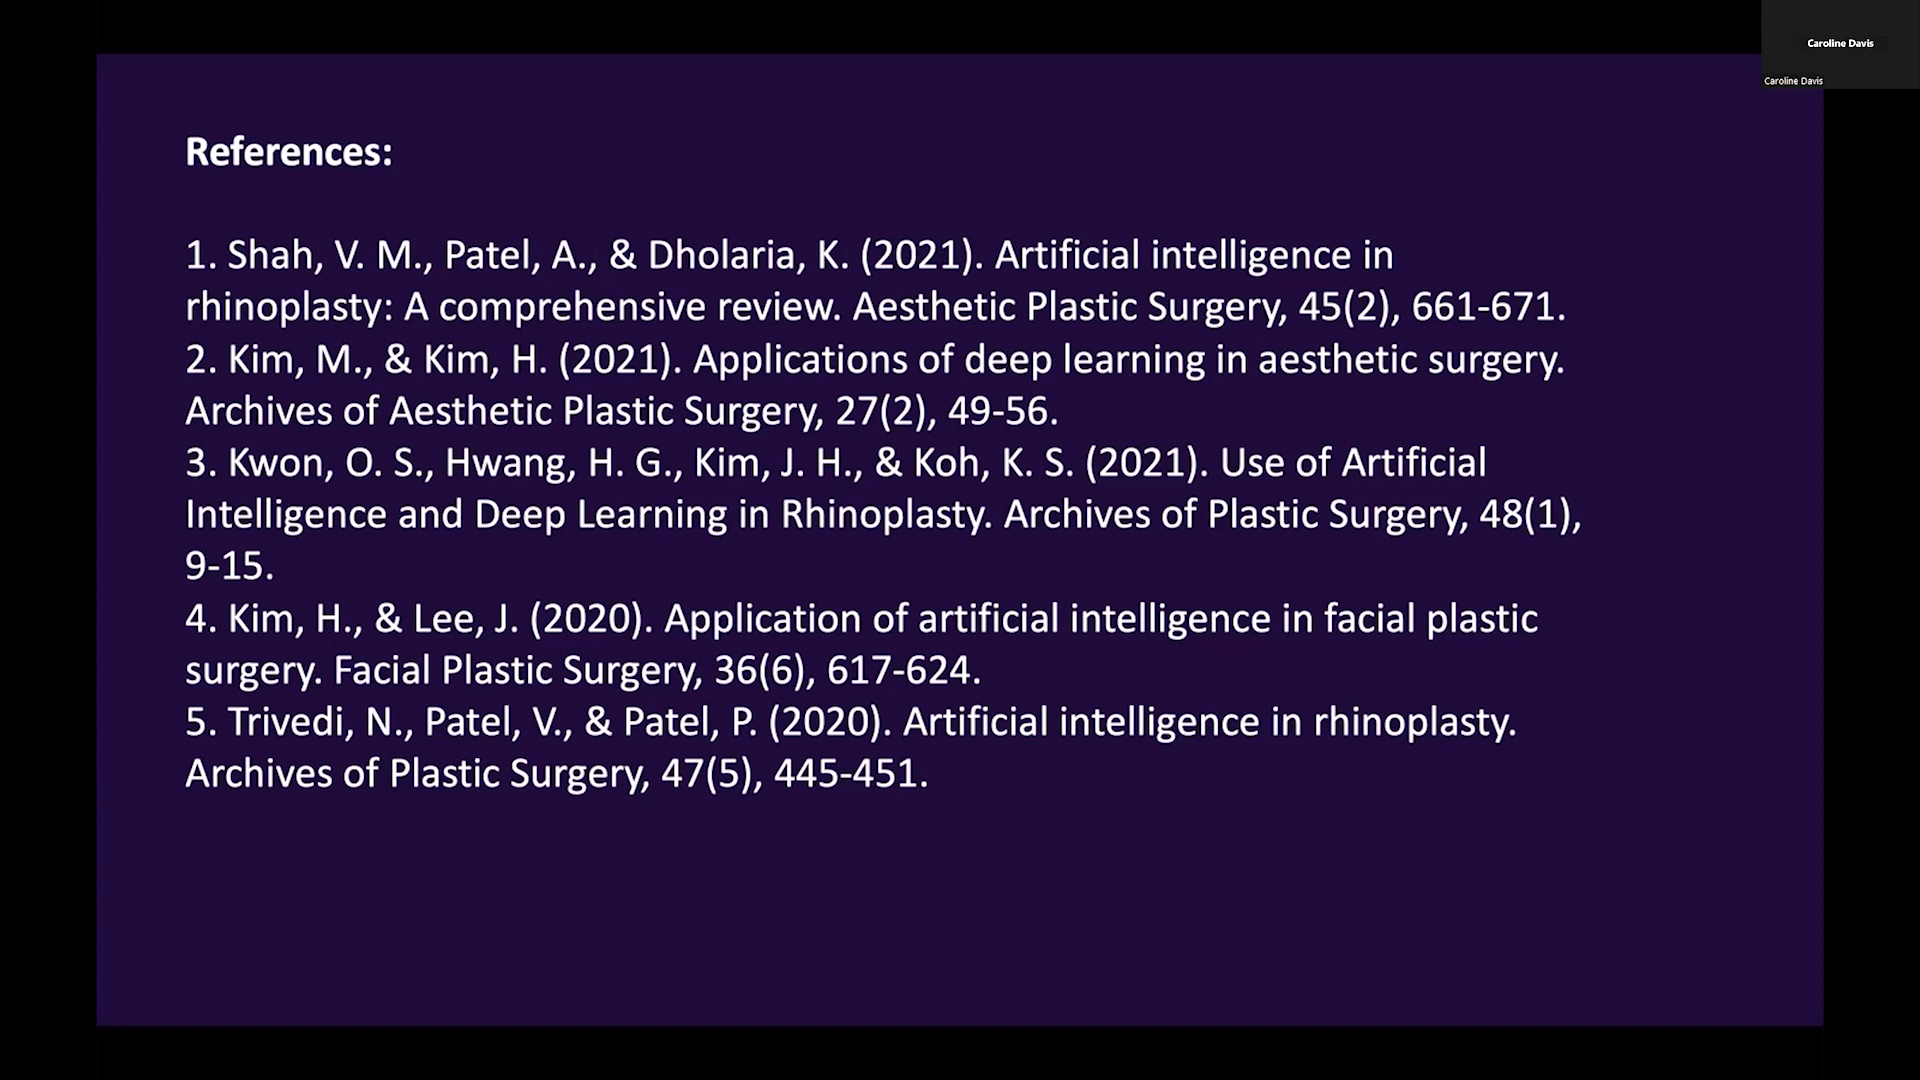 Caroline Davis
Caroline Davis
References:
1. Shah, V. M., Patel, A., & Dholaria, K. (2021). Artificial intelligence in
rhinoplasty: A comprehensive review. Aesthetic Plastic Surgery, 45(2), 661-671.
2. Kim, M., & Kim, H. (2021). Applications of deep learning in aesthetic surgery.
Archives of Aesthetic Plastic Surgery, 27(2), 49-56.
3. Kwon, O. S., Hwang, H. G., Kim, J. H., & Koh, K. S. (2021). Use of Artificial
Intelligence and Deep Learning in Rhinoplasty. Archives of Plastic Surgery, 48(1),
9-15.
4. Kim, H., & Lee, J. (2020). Application of artificial intelligence in facial plastic
surgery. Facial Plastic Surgery, 36(6), 617-624.
5. Trivedi, N., Patel, V., & Patel, P. (2020). Artificial intelligence in rhinoplasty.
Archives of Plastic Surgery, 47(5), 445-451.